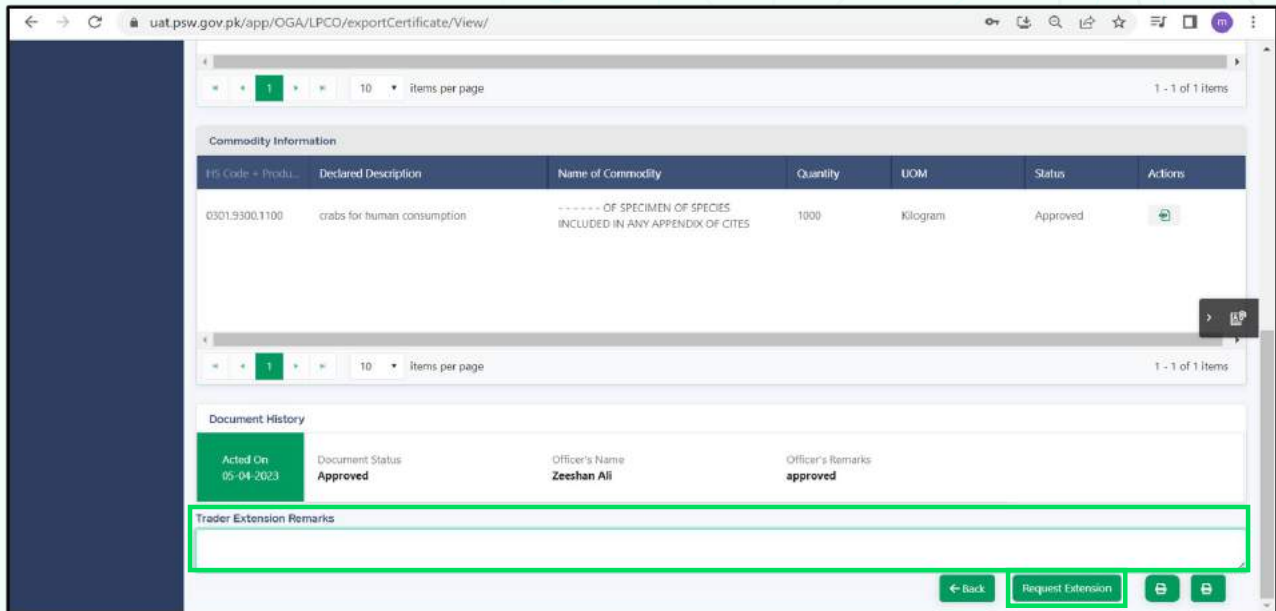 uat.psw.gov.pk/app/OGA/LPCO/exportCertificate/View/
m
1
10 items per page
1 - 1 of 1 items
Commodity Information
HS Code + Produ... Declared Description Name of Commodity Quantity UOM Status Actions
0301.9300.1100 crabs for human consumption - - - - - - OF SPECIMEN OF SPECIES INCLUDED IN ANY APPENDIX OF CITES 1000 Kilogram Approved
1
10 items per page
1 - 1 of 1 items
Document History
Acted On
05-04-2023
Document Status
Approved
Officer's Name
Zeeshan Ali
Officer's Remarks
approved
Trader Extension Remarks
Back
Request Extension